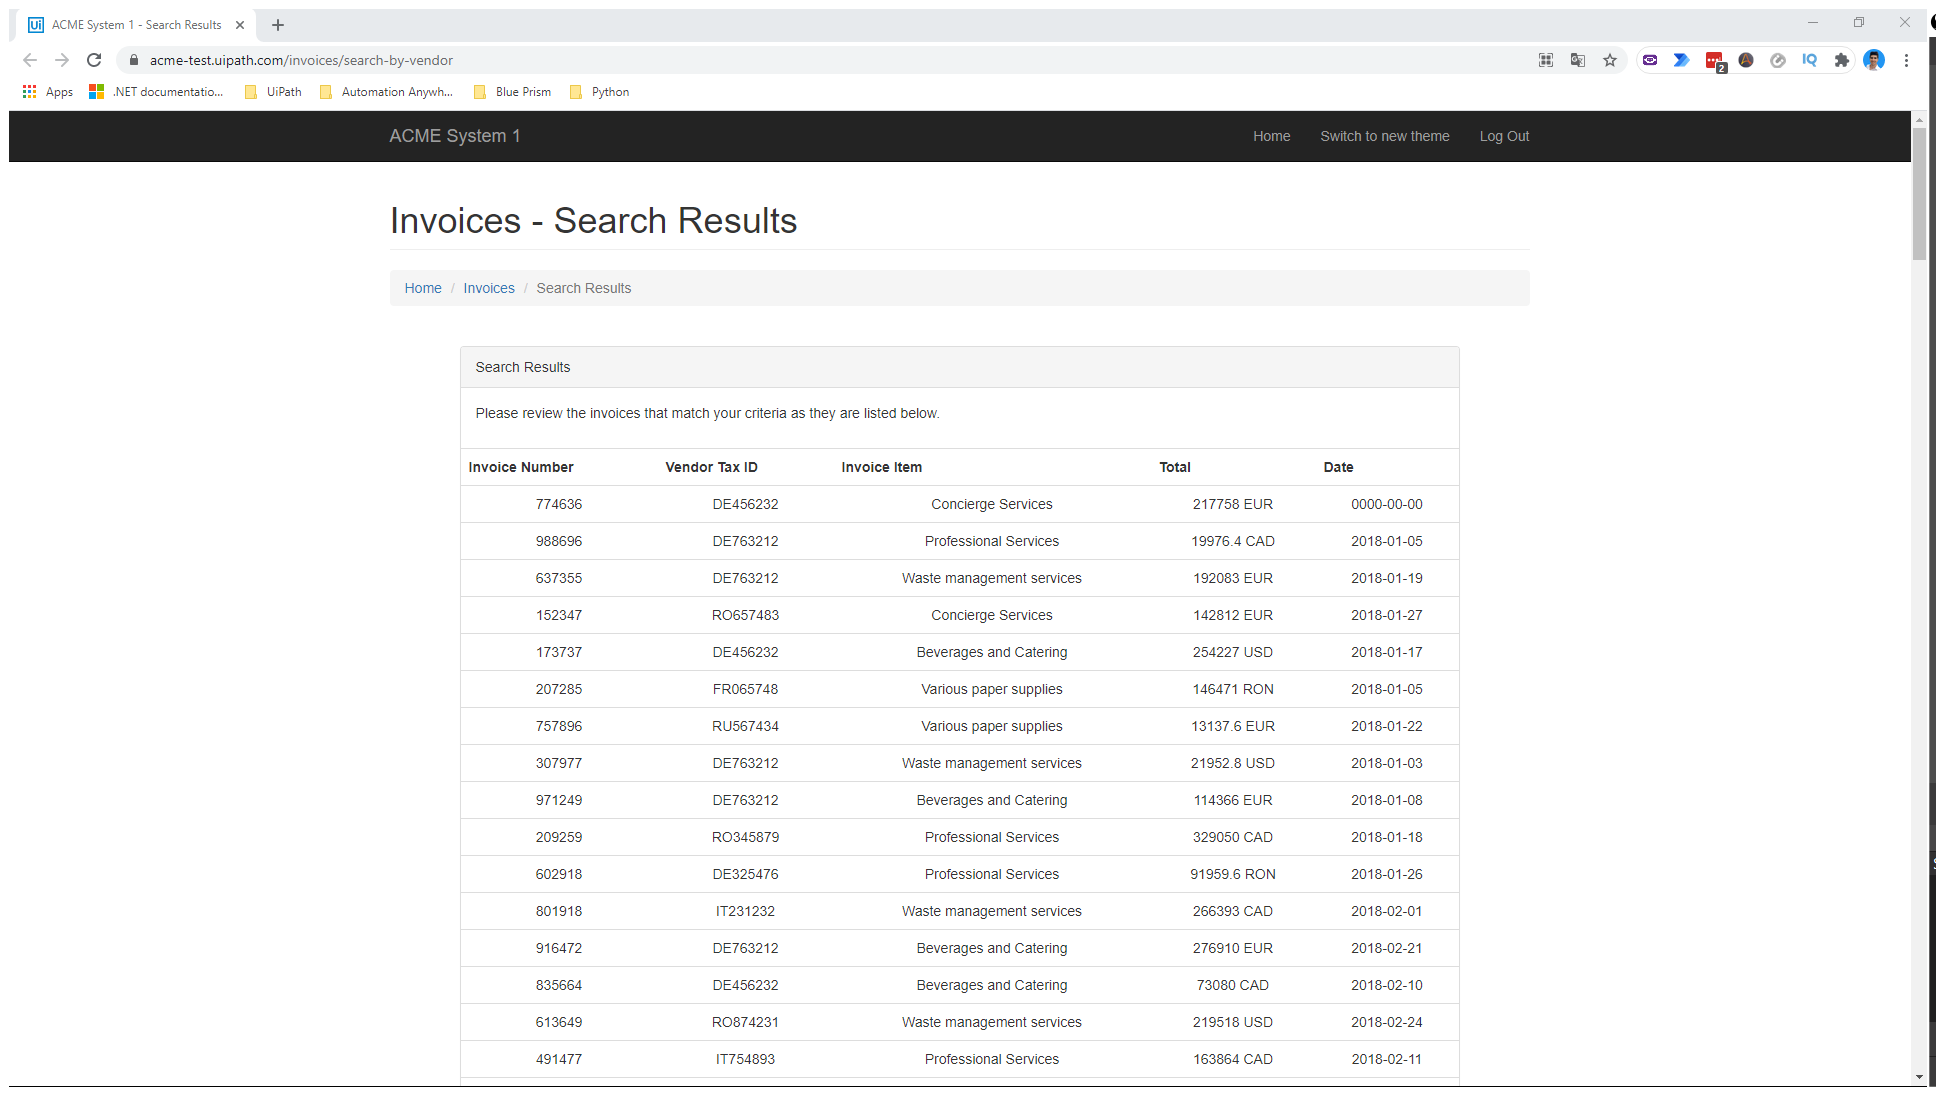 ACME System 1 - Search Results
acme-test.uipath.com/invoices/search-by-vendor
2
IQ
Apps .NET documentatio... UiPath Automation Anywh... Blue Prism Python
ACME System 1 Home Switch to new theme Log Out
Invoices - Search Results
Home / Invoices / Search Results
Search Results
Please review the invoices that match your criteria as they are listed below.
Invoice Number Vendor Tax ID Invoice Item Total Date
774636 DE456232 Concierge Services 217758 EUR 0000-00-00
988696 DE763212 Professional Services 19976.4 CAD 2018-01-05
637355 DE763212 Waste management services 192083 EUR 2018-01-19
152347 RO657483 Concierge Services 142812 EUR 2018-01-27
173737 DE456232 Beverages and Catering 254227 USD 2018-01-17
207285 FR065748 Various paper supplies 146471 RON 2018-01-05
757896 RU567434 Various paper supplies 13137.6 EUR 2018-01-22
307977 DE763212 Waste management services 21952.8 USD 2018-01-03
971249 DE763212 Beverages and Catering 114366 EUR 2018-01-08
209259 RO345879 Professional Services 329050 CAD 2018-01-18
602918 DE325476 Professional Services 91959.6 RON 2018-01-26
801918 IT231232 Waste management services 266393 CAD 2018-02-01
916472 DE763212 Beverages and Catering 276910 EUR 2018-02-21
835664 DE456232 Beverages and Catering 73080 CAD 2018-02-10
613649 RO874231 Waste management services 219518 USD 2018-02-24
491477 IT754893 Professional Services 163864 CAD 2018-02-11